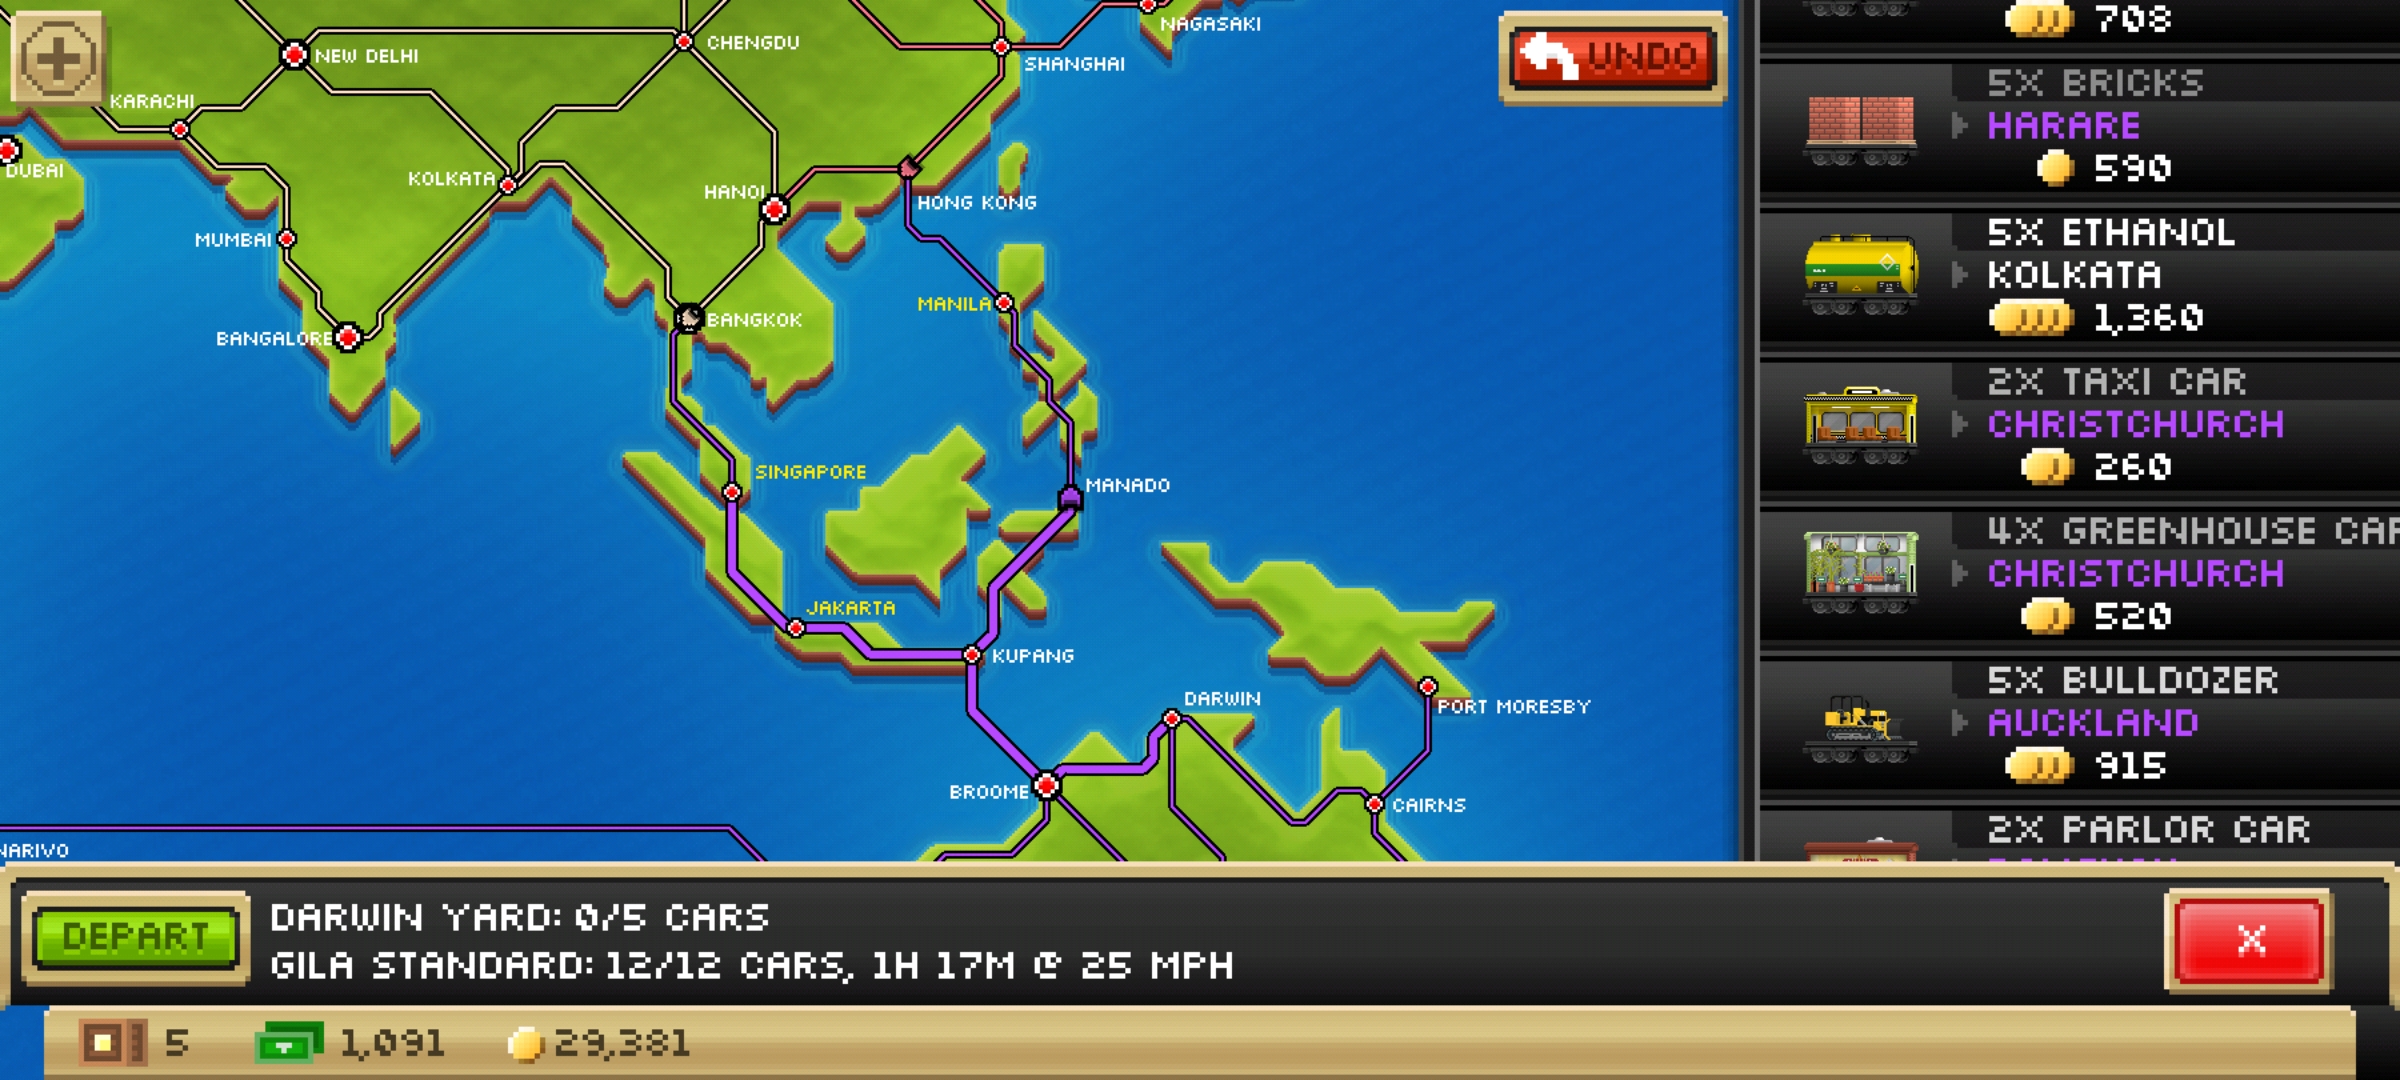 NAGASAKI
CHENGDU
NEW DELHI
SHANGHAI
UNDO
KARACHI
DUBAI
KOLKATA
HANOI
HONG KONG
MUMBAI
MANILA
BANGKOK
BANGALORE
SINGAPORE
MANADO
JAKARTA
KUPANG
DARWIN
PORT MORESBY
BROOME
CAIRNS
NARIVO
708
5X BRICKS
HARARE
590
5X ETHANOL
KOLKATA
1,360
2X TAXI CAR
CHRISTCHURCH
260
4X GREENHOUSE CAR
CHRISTCHURCH
520
5X BULLDOZER
AUCKLAND
915
2X PARLOR CAR
DEPART
DARWIN YARD: 0/5 CARS
GILA STANDARD: 12/12 CARS, 1H 17M @ 25 MPH
X
5
1,091
29,381